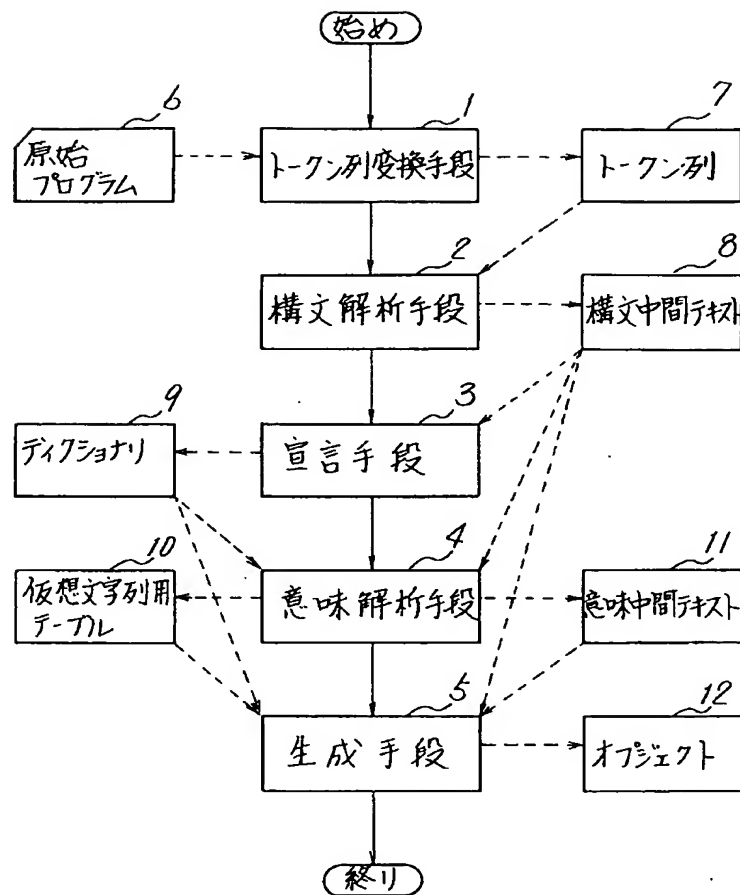 始め
6
1
7
原始
プログラム
トークン列変換手段
トークン列
2
8
構文解析手段
構文中間テキスト
9
3
ディクショナリ
宣言手段
10
4
11
仮想文字列用
テーブル
意味解析手段
意味中間テキスト
5
12
生成手段
オブジェクト
終り